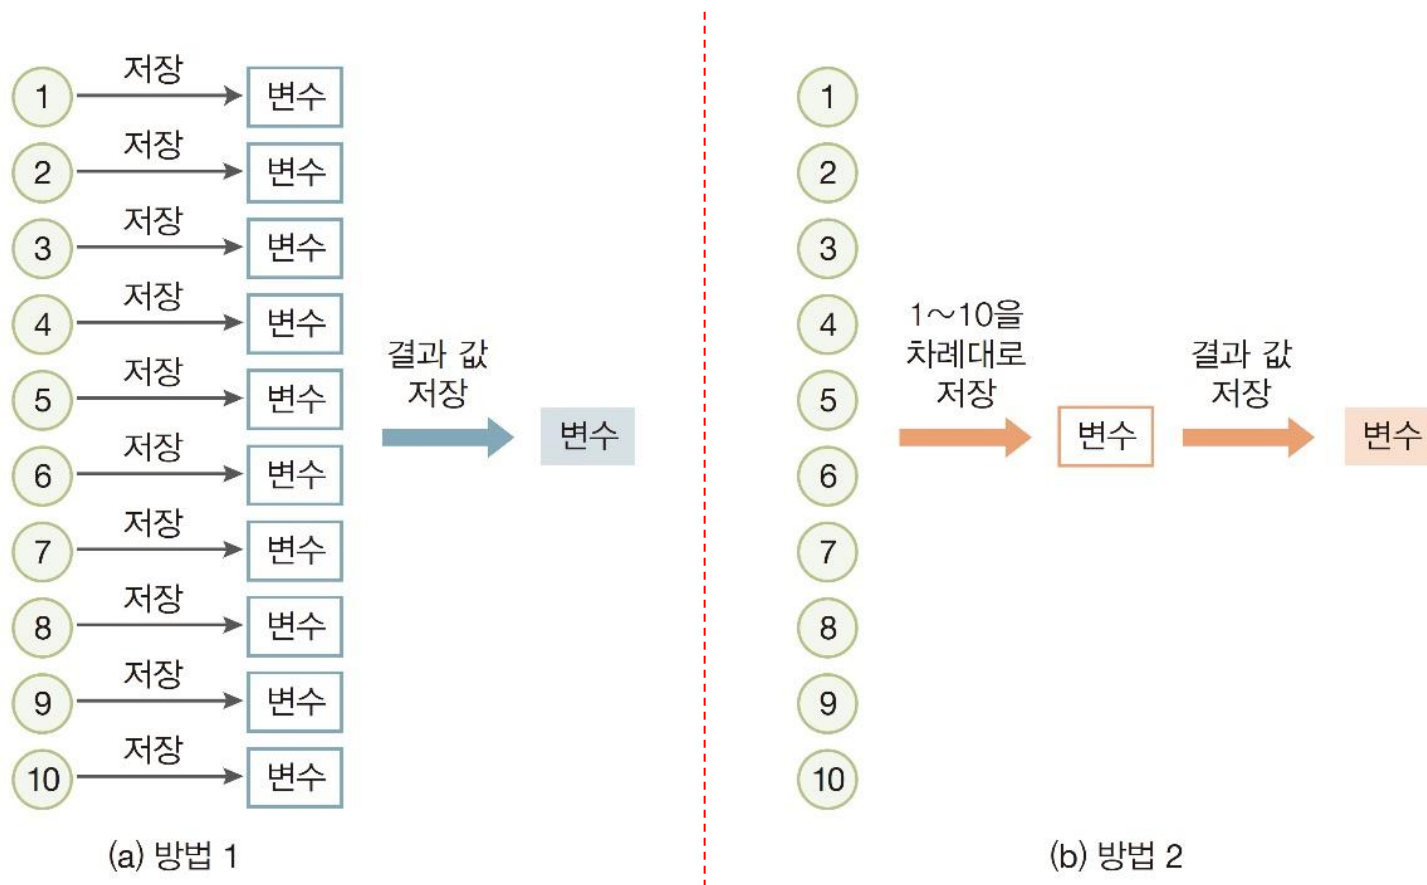 저장
1 변수
저장
2 변수
저장
3 변수
저장
4 변수
저장
5 변수
저장
6 변수
저장
7 변수
저장
8 변수
저장
9 변수
저장
10 변수
결과 값
저장
변수
(a) 방법 1
1
2
3
4
5
6
7
8
9
10
1~10을
차례대로
저장
변수
결과 값
저장
변수
(b) 방법 2